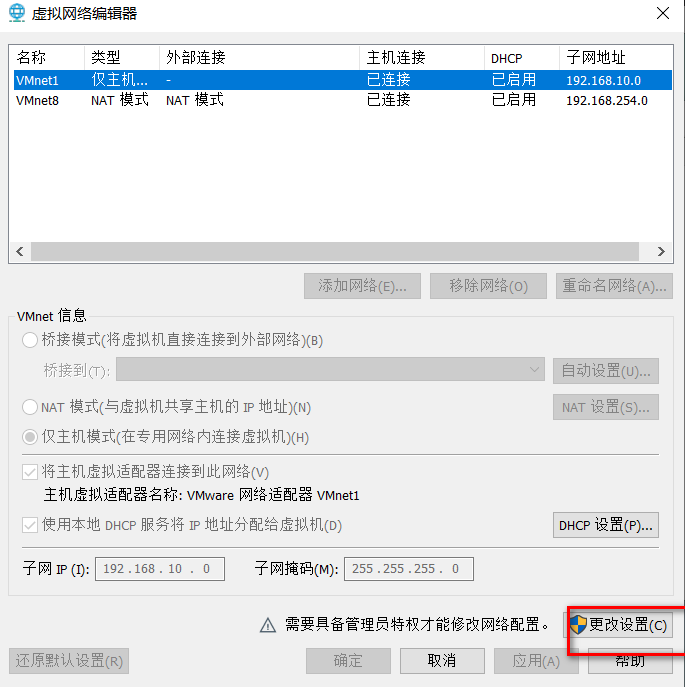 虚拟网络编辑器
名称 类型 外部连接 主机连接 DHCP 子网地址
VMnet1 仅主机... - 已连接 已启用 192.168.10.0
VMnet8 NAT 模式 NAT 模式 已连接 已启用 192.168.254.0
添加网络(E)... 移除网络(O) 重命名网络(A)...
VMnet 信息
桥接模式(将虚拟机直接连接到外部网络)(B)
桥接到(T): 自动设置(U)...
NAT 模式(与虚拟机共享主机的 IP 地址)(N) NAT 设置(S)...
仅主机模式(在专用网络内连接虚拟机)(H)
将主机虚拟适配器连接到此网络(V)
主机虚拟适配器名称: VMware 网络适配器 VMnet1
使用本地 DHCP 服务将 IP 地址分配给虚拟机(D) DHCP 设置(P)...
子网 IP (I): 192 . 168 . 10 . 0 子网掩码(M): 255 . 255 . 255 . 0
需要具备管理员特权才能修改网络配置。 更改设置(C)
还原默认设置(R) 确定 取消 应用(A) 帮助